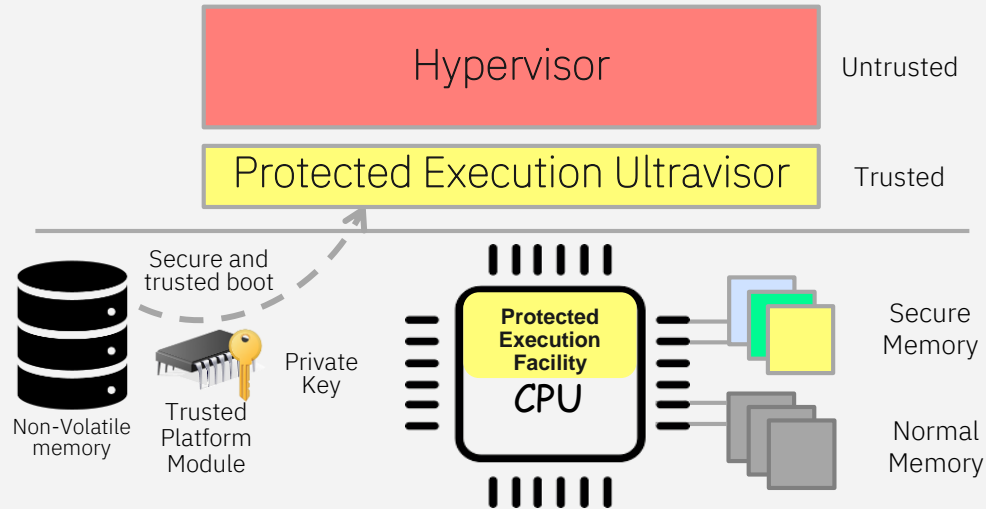 Hypervisor
Untrusted
Protected Execution Ultravisor
Trusted
Secure and
trusted boot
Non-Volatile
memory
Trusted
Platform
Module
Private
Key
Protected
Execution
Facility
CPU
Secure
Memory
Normal
Memory